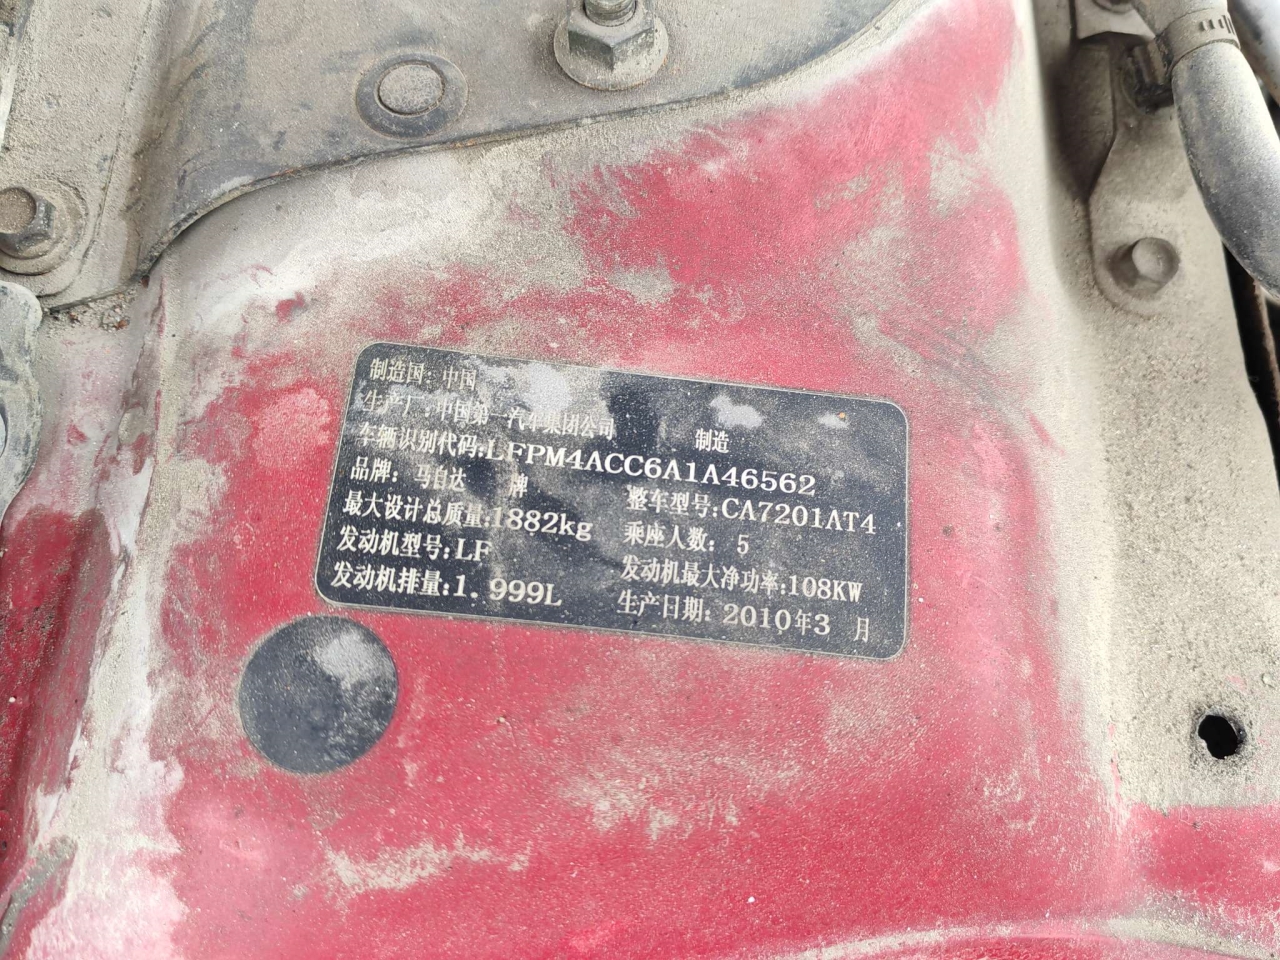 制造国：中国
生产厂：中国第一汽车集团公司 制造
车辆识别代码:LFPM4ACC6A1A46562
品牌：马自达 牌 整车型号:CA7201AT4
最大设计总质量:1882kg 乘座人数：5
发动机型号:LF 发动机最大净功率:108KW
发动机排量:1.999L 生产日期：2010年3 月